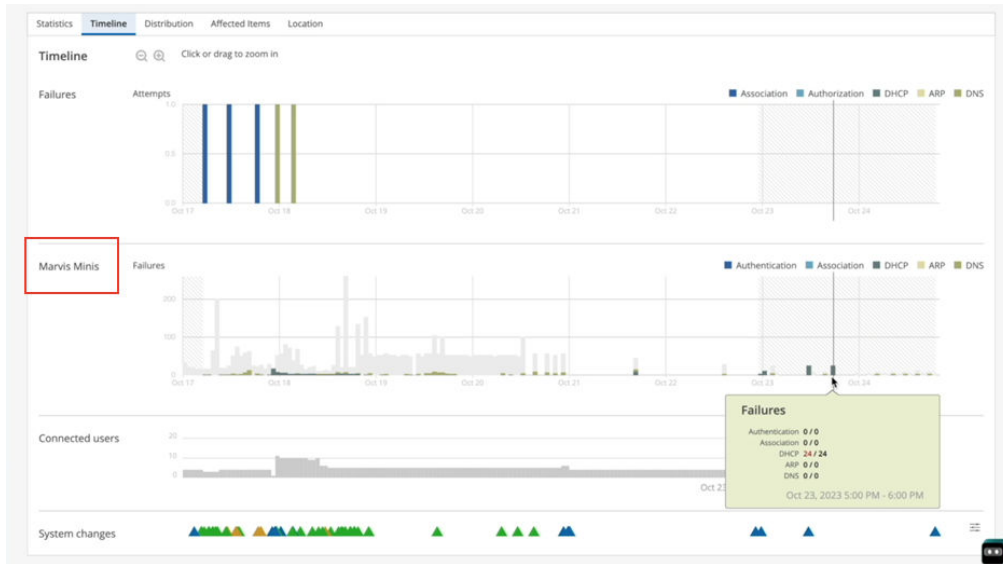 Statistics Timeline Distribution Affected Items Location
Timeline Click or drag to zoom in
Failures Attempts Association Authorization DHCP ARP DNS
1.0
0.0
0.0
Oct 17 Oct 18 Oct 19 Oct 20 Oct 21 Oct 22 Oct 23 Oct 24
Marvis Minis Failures Authentication Association DHCP ARP DNS
200
100
0
Oct 17 Oct 18 Oct 19 Oct 20 Oct 21 Oct 22 Oct 23 Oct 24
Failures
Authentication 0 / 0
Association 0 / 0
DHCP 24 / 24
ARP 0 / 0
DNS 0 / 0
Oct 23, 2023 5:00 PM - 6:00 PM
Connected users 20
10
0
Oct 23
System changes